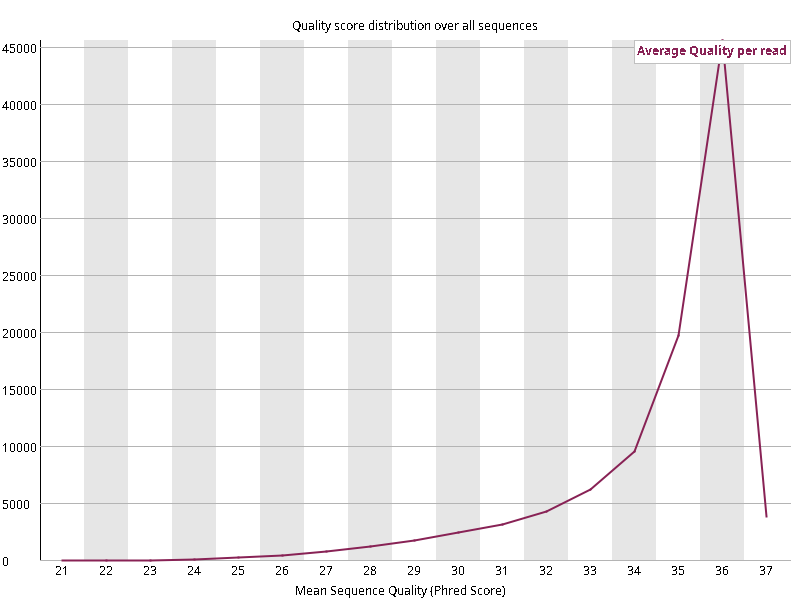 Quality score distribution over all sequences
Average Quality per read
45000
40000
35000
30000
25000
20000
15000
10000
5000
0
21 22 23 24 25 26 27 28 29 30 31 32 33 34 35 36 37
Mean Sequence Quality (Phred Score)